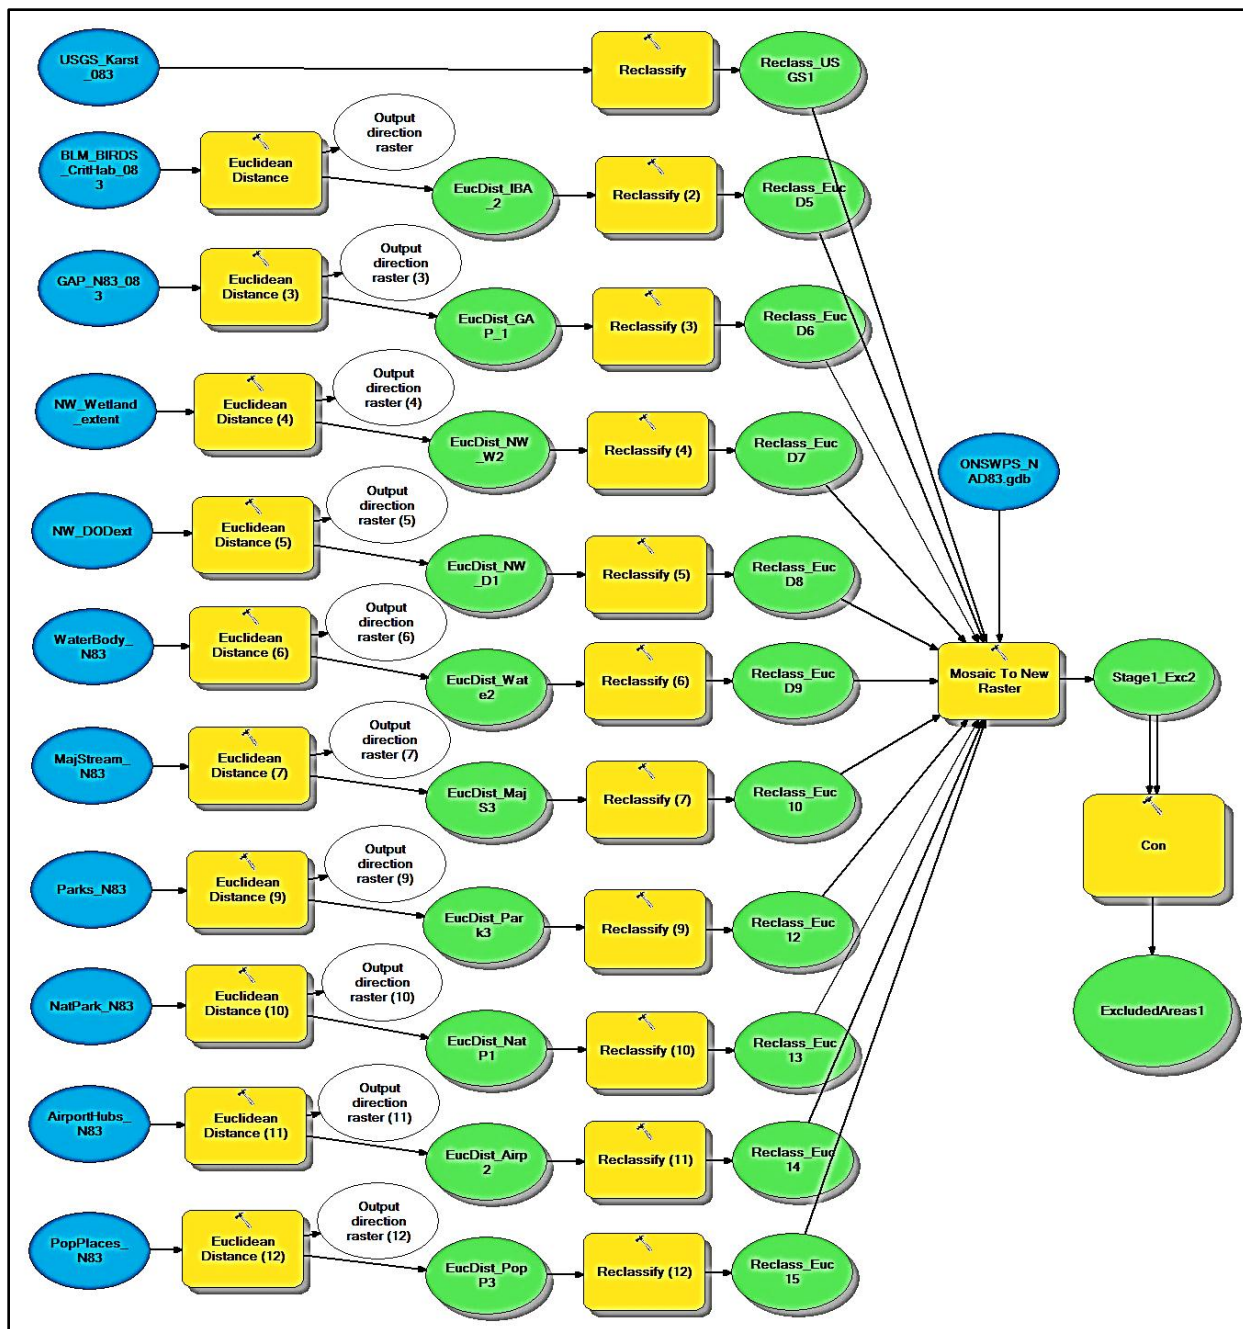 USGS_Karst
_083
Reclassify
Reclass_US
GS1
BLM_BIRDS
_CritHab_08
3
Euclidean
Distance
Output
direction
raster
EucDist_IBA
_2
Reclassify (2)
Reclass_Euc
D5
GAP_N83_08
3
Euclidean
Distance (3)
Output
direction
raster (3)
EucDist_GA
P_1
Reclassify (3)
Reclass_Euc
D6
NW_Wetland
_extent
Euclidean
Distance (4)
Output
direction
raster (4)
EucDist_NW
_W2
Reclassify (4)
Reclass_Euc
D7
ONSWPS_N
AD83.gdb
NW_DODext
Euclidean
Distance (5)
Output
direction
raster (5)
EucDist_NW
_D1
Reclassify (5)
Reclass_Euc
D8
WaterBody_
N83
Euclidean
Distance (6)
Output
direction
raster (6)
EucDist_Wat
e2
Reclassify (6)
Reclass_Euc
D9
Mosaic To New
Raster
Stage1_Exc2
MajStream_
N83
Euclidean
Distance (7)
Output
direction
raster (7)
EucDist_Maj
S3
Reclassify (7)
Reclass_Euc
10
Con
Parks_N83
Euclidean
Distance (9)
Output
direction
raster (9)
EucDist_Par
k3
Reclassify (9)
Reclass_Euc
12
NatPark_N83
Euclidean
Distance (10)
Output
direction
raster (10)
EucDist_Nat
P1
Reclassify (10)
Reclass_Euc
13
ExcludedAreas1
AirportHubs_
N83
Euclidean
Distance (11)
Output
direction
raster (11)
EucDist_Airp
2
Reclassify (11)
Reclass_Euc
14
PopPlaces_
N83
Euclidean
Distance (12)
Output
direction
raster (12)
EucDist_Pop
P3
Reclassify (12)
Reclass_Euc
15